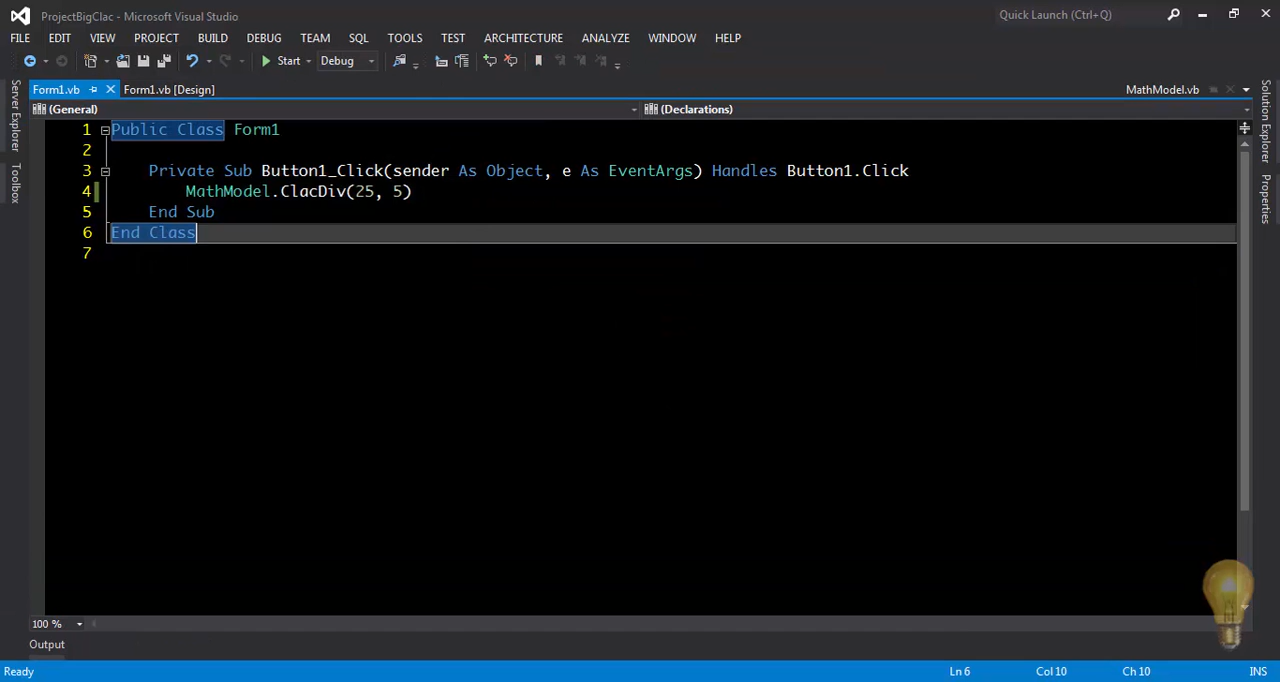 ProjectBigClac - Microsoft Visual Studio
Quick Launch (Ctrl+Q)
FILE EDIT VIEW PROJECT BUILD DEBUG TEAM SQL TOOLS TEST ARCHITECTURE ANALYZE WINDOW HELP
Start Debug
Form1.vb Form1.vb [Design] MathModel.vb
(General) (Declarations)
Server Explorer
Toolbox
Solution Explorer
Properties
1 Public Class Form1
2
3 Private Sub Button1_Click(sender As Object, e As EventArgs) Handles Button1.Click
4 MathModel.ClacDiv(25, 5)
5 End Sub
6 End Class
7
100 %
Output
Ready Ln 6 Col 10 Ch 10 INS